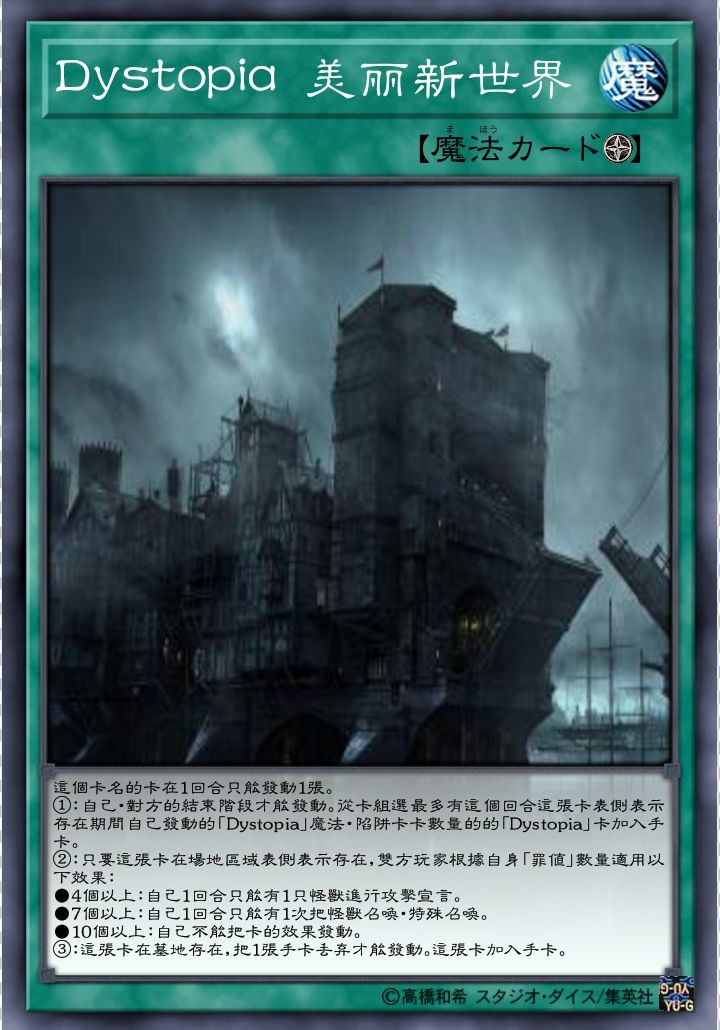 Dystopia 美丽新世界 魔
ま ほう
【魔法カード】
這個卡名的卡在1回合只能發動1張。
①:自己·對方的結束階段才能發動。從卡組選最多有這個回合這張卡表側表示
存在期間自己發動的「Dystopia」魔法·陷阱卡卡數量的的「Dystopia」卡加入手
卡。
②:只要這張卡在場地區域表側表示存在,雙方玩家根據自身「罪值」數量適用以
下效果:
●4個以上:自己1回合只能有1只怪獸進行攻擊宣言。
●7個以上:自己1回合只能有1次把怪獸召喚·特殊召喚。
●10個以上:自己不能把卡的效果發動。
③:這張卡在墓地存在,把1張手卡丟弃才能發動。這張卡加入手卡。
©高橋和希 スタジオ·ダイス/集英社
YU-G